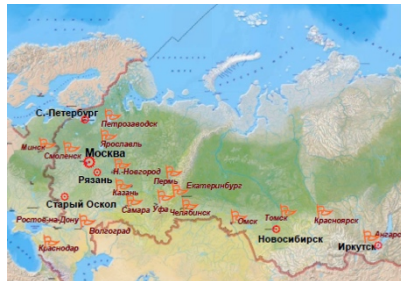 С.-Петербург
Петрозаводск
Минск
Смоленск
Ярославль
Москва
Рязань
Н.-Новгород
Пермь
Екатеринбург
Казань
Старый Оскол
Самара
Уфа
Челябинск
Ростов-на-Дону
Волгоград
Омск
Томск
Красноярск
Новосибирск
Краснодар
Иркутск
Ангарс